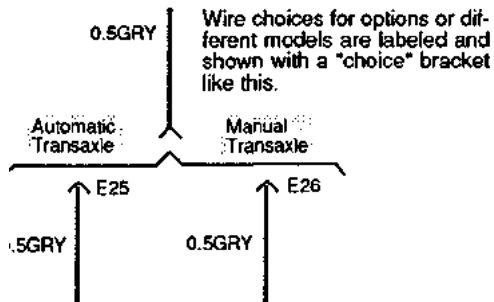 0.5GRY
Wire choices for options or dif-
ferent models are labeled and
shown with a "choice" bracket
like this.
Automatic
Transaxle
Manual
Transaxle
E25
E26
.5GRY
0.5GRY